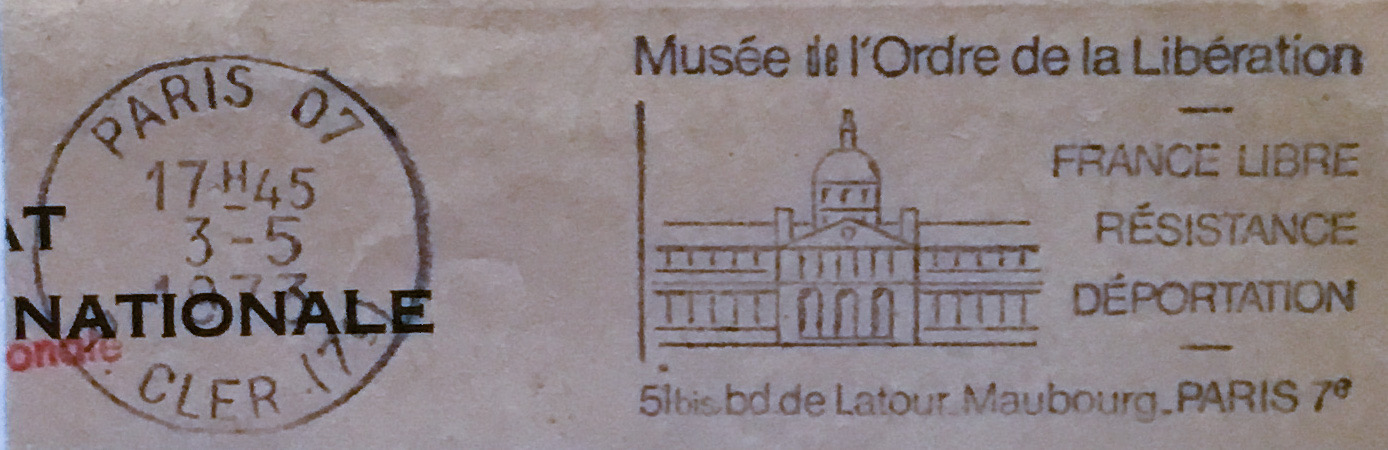 PARIS 07
17H45
3-5
1973
AT
NATIONALE
CLER
Musée de l'Ordre de la Libération
FRANCE LIBRE
RÉSISTANCE
DÉPORTATION
51bis.bd.de Latour Maubourg.PARIS 7e